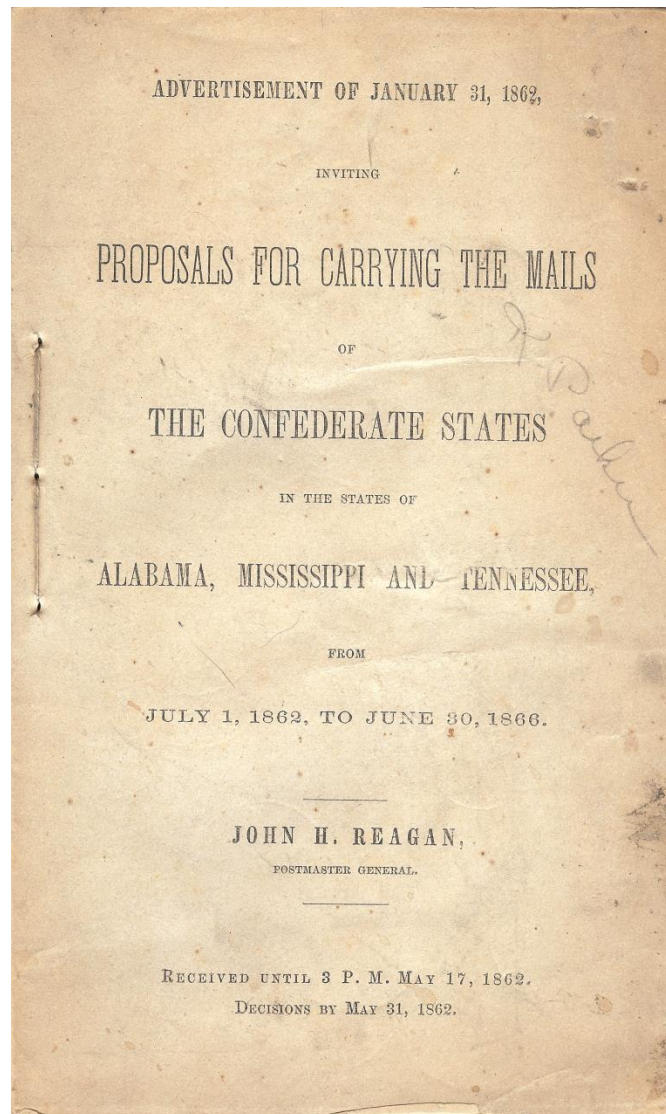 ADVERTISEMENT OF JANUARY 31, 1862,
INVITING
PROPOSALS FOR CARRYING THE MAILS
OF
THE CONFEDERATE STATES
IN THE STATES OF
ALABAMA, MISSISSIPPI AND TENNESSEE,
FROM
JULY 1, 1862, TO JUNE 30, 1866.
JOHN H. REAGAN,
POSTMASTER GENERAL.
RECEIVED UNTIL 3 P. M. MAY 17, 1862.
DECISIONS BY MAY 31, 1862.